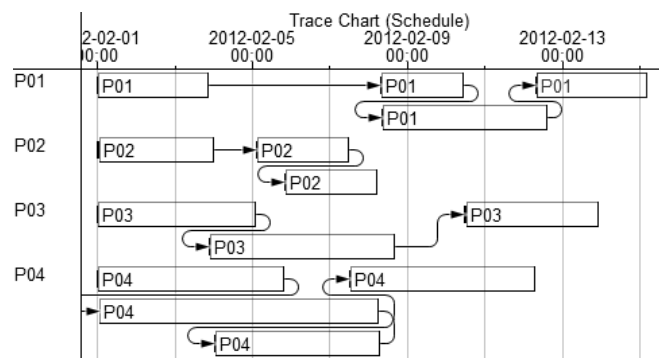 Trace Chart (Schedule)
2-02-01 2012-02-05 2012-02-09 2012-02-13
00:00 00:00 00:00 00:00
P01 P01 P01 P01
P01
P02 P02 P02
P02
P03 P03 P03
P03
P04 P04 P04
P04
P04